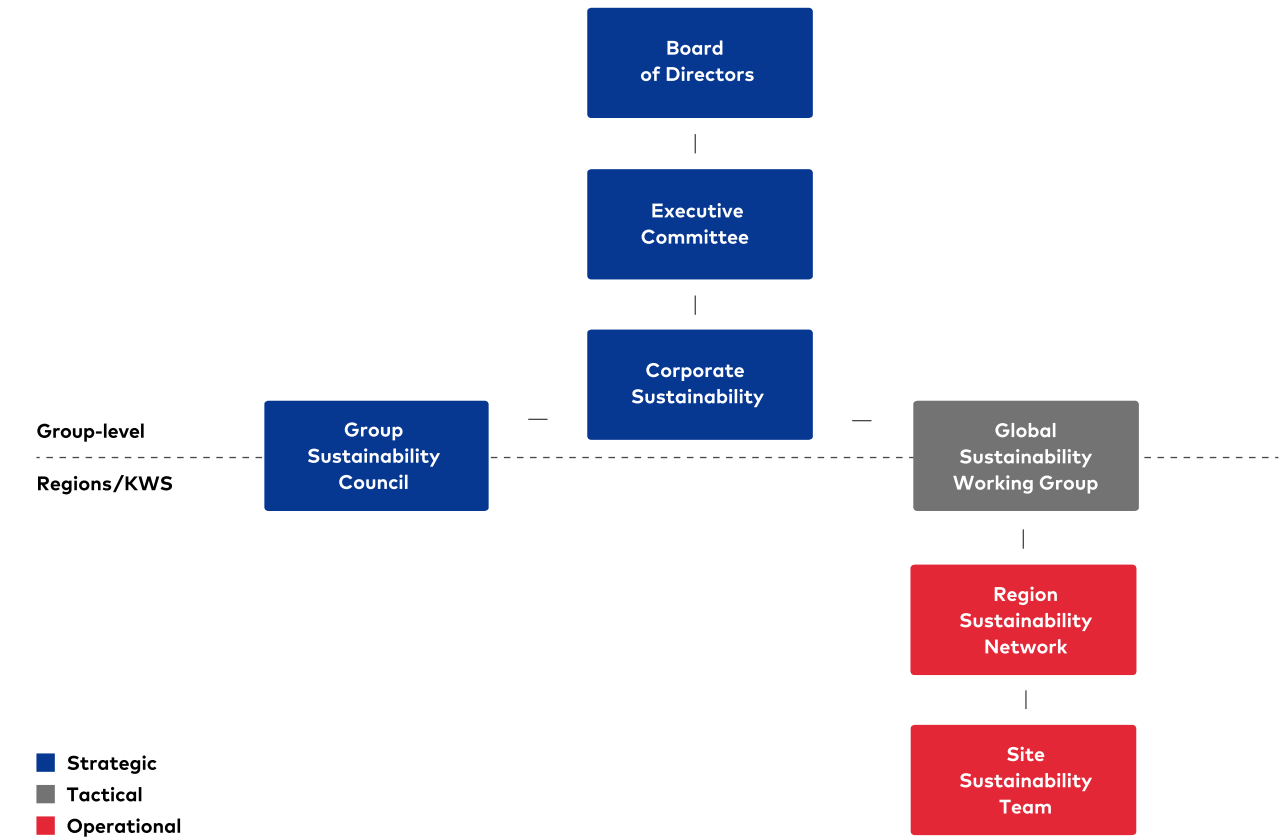 Board
of Directors
Executive
Committee
Corporate
Sustainability
Group-level
Regions/KWS
Group
Sustainability
Council
Global
Sustainability
Working Group
Region
Sustainability
Network
Site
Sustainability
Team
Strategic
Tactical
Operational